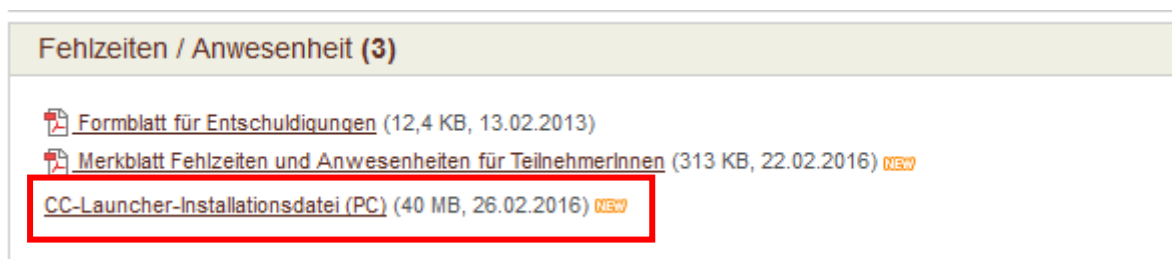 Fehlzeiten / Anwesenheit (3)
Formblatt für Entschuldigungen (12,4 KB, 13.02.2013)
Merkblatt Fehlzeiten und Anwesenheiten für TeilnehmerInnen (313 KB, 22.02.2016) NEW
CC-Launcher-Installationsdatei (PC) (40 MB, 26.02.2016) NEW